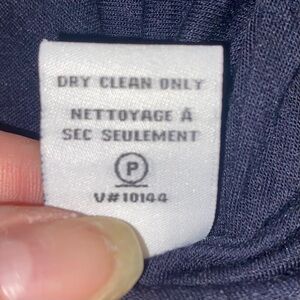 DRY CLEAN ONLY
NETTOYAGE À
SEC SEULEMENT
P
V#10144